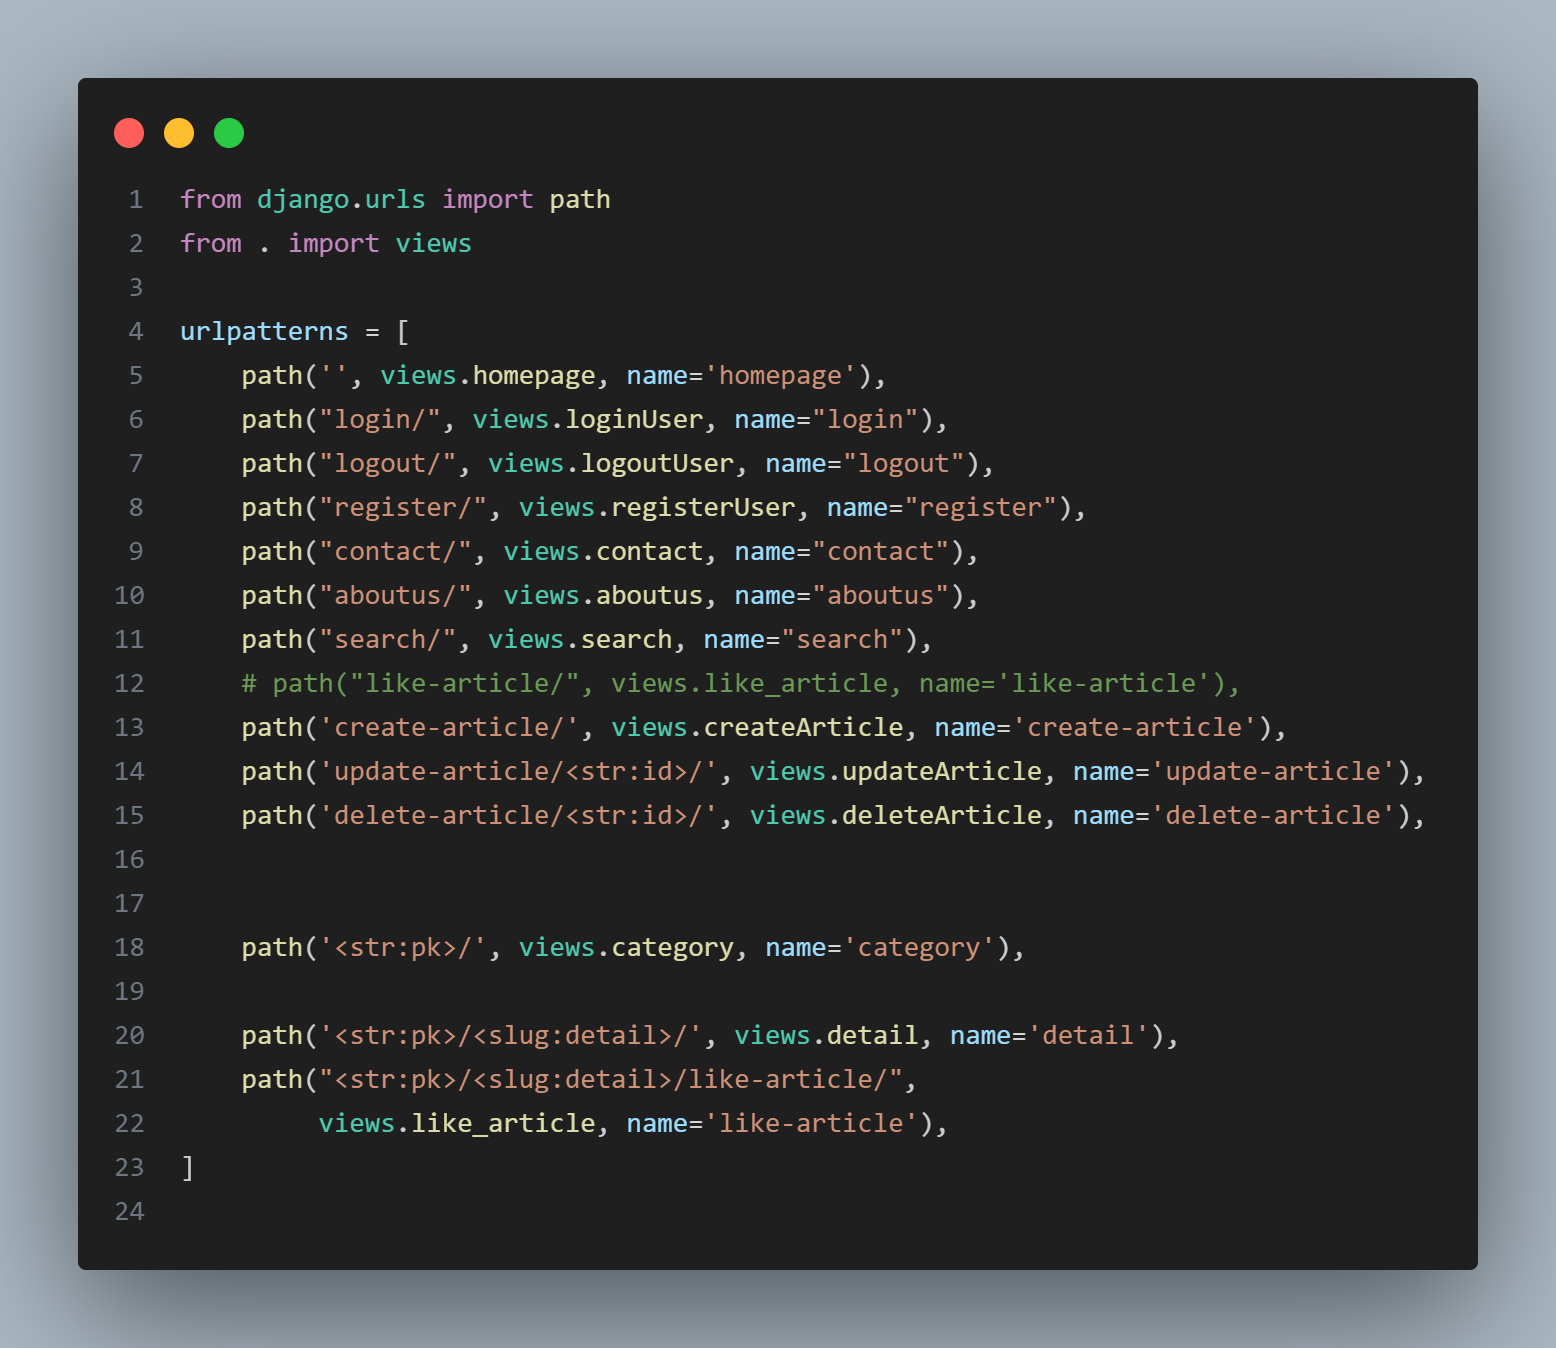 1 from django.urls import path
2 from . import views
3
4 urlpatterns = [
5     path('', views.homepage, name='homepage'),
6     path("login/", views.loginUser, name="login"),
7     path("logout/", views.logoutUser, name="logout"),
8     path("register/", views.registerUser, name="register"),
9     path("contact/", views.contact, name="contact"),
10     path("aboutus/", views.aboutus, name="aboutus"),
11     path("search/", views.search, name="search"),
12     # path("like-article/", views.like_article, name='like-article'),
13     path('create-article/', views.createArticle, name='create-article'),
14     path('update-article/<str:id>/', views.updateArticle, name='update-article'),
15     path('delete-article/<str:id>/', views.deleteArticle, name='delete-article'),
16
17
18     path('<str:pk>/', views.category, name='category'),
19
20     path('<str:pk>/<slug:detail>/', views.detail, name='detail'),
21     path("<str:pk>/<slug:detail>/like-article/",
22          views.like_article, name='like-article'),
23 ]
24